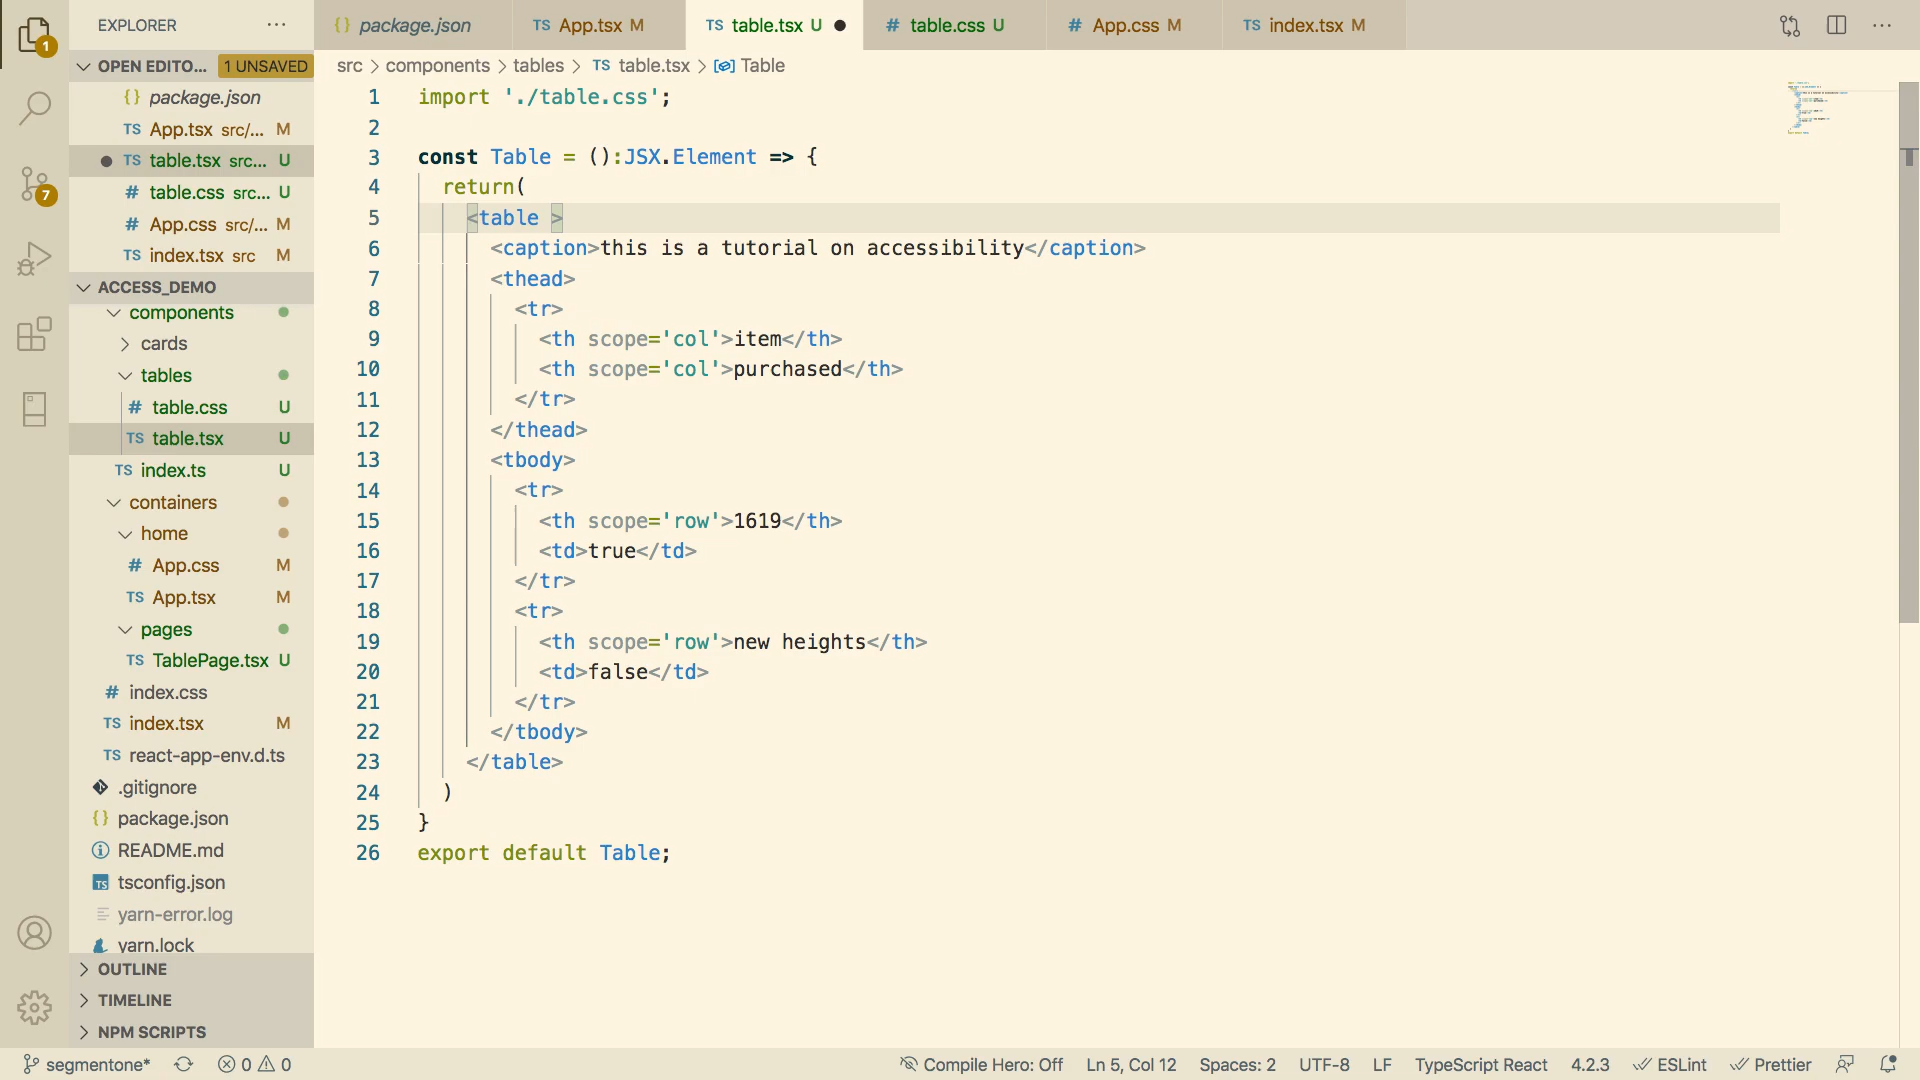 EXPLORER ···
1
OPEN EDITO... 1 UNSAVED
{} package.json
TS App.tsx src/... M
TS table.tsx src... U
# table.css src... U
# App.css src/... M
TS index.tsx src M
7
ACCESS_DEMO
components
cards
tables
# table.css U
TS table.tsx U
TS index.ts U
containers
home
# App.css M
TS App.tsx M
pages
TS TablePage.tsx U
# index.css
TS index.tsx M
TS react-app-env.d.ts
.gitignore
{} package.json
README.md
TS tsconfig.json
yarn-error.log
yarn.lock
OUTLINE
TIMELINE
NPM SCRIPTS
{} package.json TS App.tsx M TS table.tsx U # table.css U # App.css M TS index.tsx M ···
src > components > tables > TS table.tsx > Table
1 import './table.css';
2
3 const Table = ():JSX.Element => {
4 return(
5 <table >
6 <caption>this is a tutorial on accessibility</caption>
7 <thead>
8 <tr>
9 <th scope='col'>item</th>
10 <th scope='col'>purchased</th>
11 </tr>
12 </thead>
13 <tbody>
14 <tr>
15 <th scope='row'>1619</th>
16 <td>true</td>
17 </tr>
18 <tr>
19 <th scope='row'>new heights</th>
20 <td>false</td>
21 </tr>
22 </tbody>
23 </table>
24 )
25 }
26 export default Table;
segmentone* 0 0 Compile Hero: Off Ln 5, Col 12 Spaces: 2 UTF-8 LF TypeScript React 4.2.3 ESLint Prettier